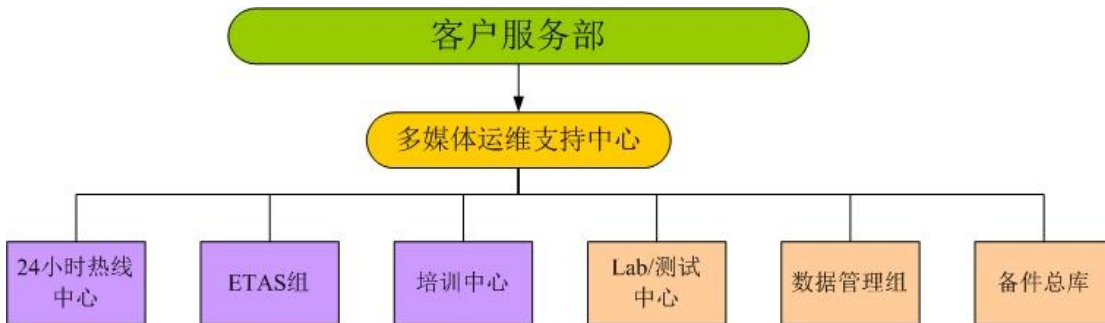 客户服务部
多媒体运维支持中心
24小时热线
中心
ETAS组
培训中心
Lab/测试
中心
数据管理组
备件总库